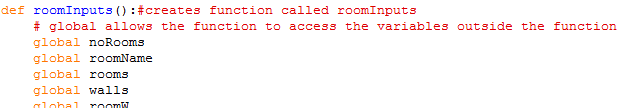 def roomInputs():#creates function called roomInputs
# global allows the function to access the variables outside the function
global noRooms
global roomName
global rooms
global walls
global roomW